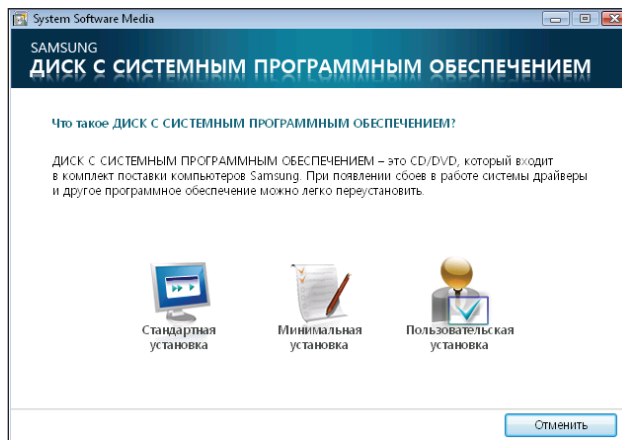 System Software Media
SAMSUNG
ДИСК С СИСТЕМНЫМ ПРОГРАММНЫМ ОБЕСПЕЧЕНИЕМ
Что такое ДИСК С СИСТЕМНЫМ ПРОГРАММНЫМ ОБЕСПЕЧЕНИЕМ?
ДИСК С СИСТЕМНЫМ ПРОГРАММНЫМ ОБЕСПЕЧЕНИЕМ – это CD/DVD, который входит
в комплект поставки компьютеров Samsung. При появлении сбоев в работе системы драйверы
и другое программное обеспечение можно легко переустановить.
Стандартная
установка
Минимальная
установка
Пользовательская
установка
Отменить